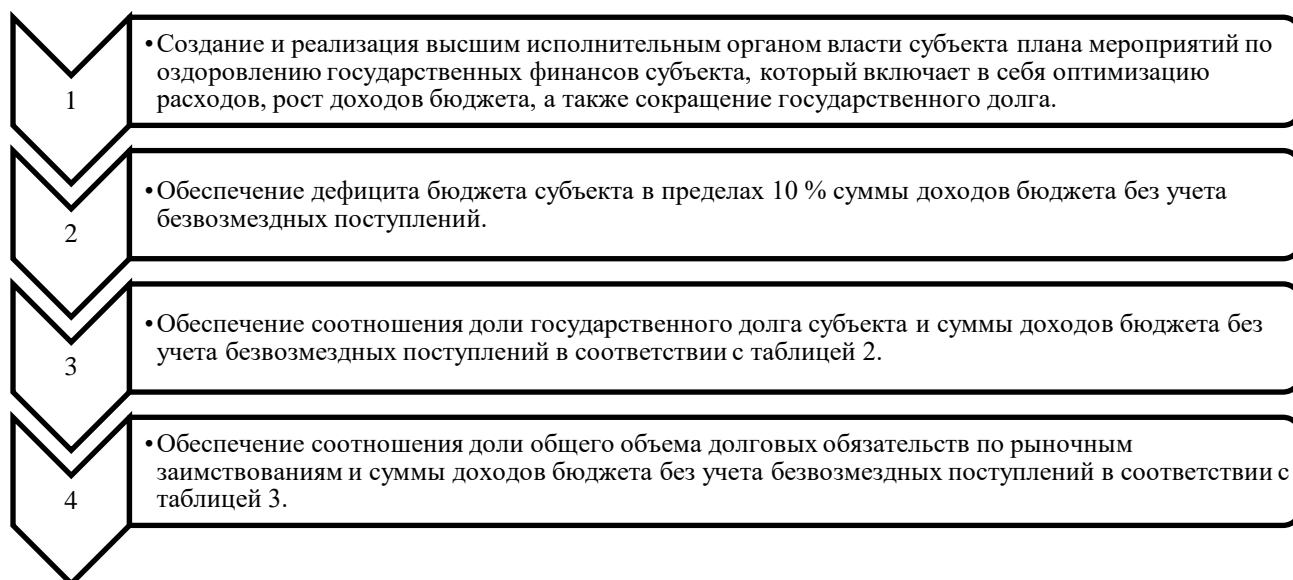 1
•Создание и реализация высшим исполнительным органом власти субъекта плана мероприятий по
оздоровлению государственных финансов субъекта, который включает в себя оптимизацию
расходов, рост доходов бюджета, а также сокращение государственного долга.
2
•Обеспечение дефицита бюджета субъекта в пределах 10 % суммы доходов бюджета без учета
безвозмездных поступлений.
3
•Обеспечение соотношения доли государственного долга субъекта и суммы доходов бюджета без
учета безвозмездных поступлений в соответствии с таблицей 2.
4
•Обеспечение соотношения доли общего объема долговых обязательств по рыночным
заимствованиям и суммы доходов бюджета без учета безвозмездных поступлений в соответствии с
таблицей 3.